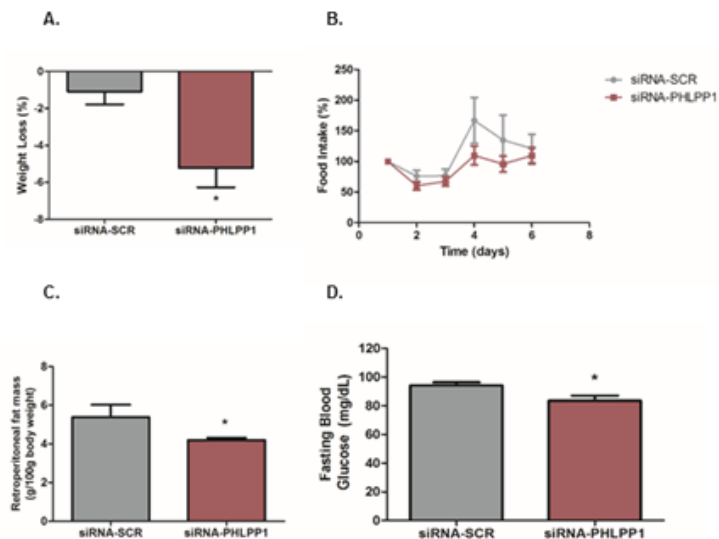 A.
0
-2
-4
-6
-8
Weight Loss (%)
*
siRNA-SCR
siRNA-PHLPP1
B.
250
200
150
100
50
0
Food Intake (%)
0
2
4
6
8
Time (days)
siRNA-SCR
siRNA-PHLPP1
C.
8
6
4
2
0
Retroperitoneal fat mass
(g/100g body weight)
*
siRNA-SCR
siRNA-PHLPP1
D.
120
100
80
60
40
20
0
Fasting Blood
Glucose (mg/dL)
*
siRNA-SCR
siRNA-PHLPP1